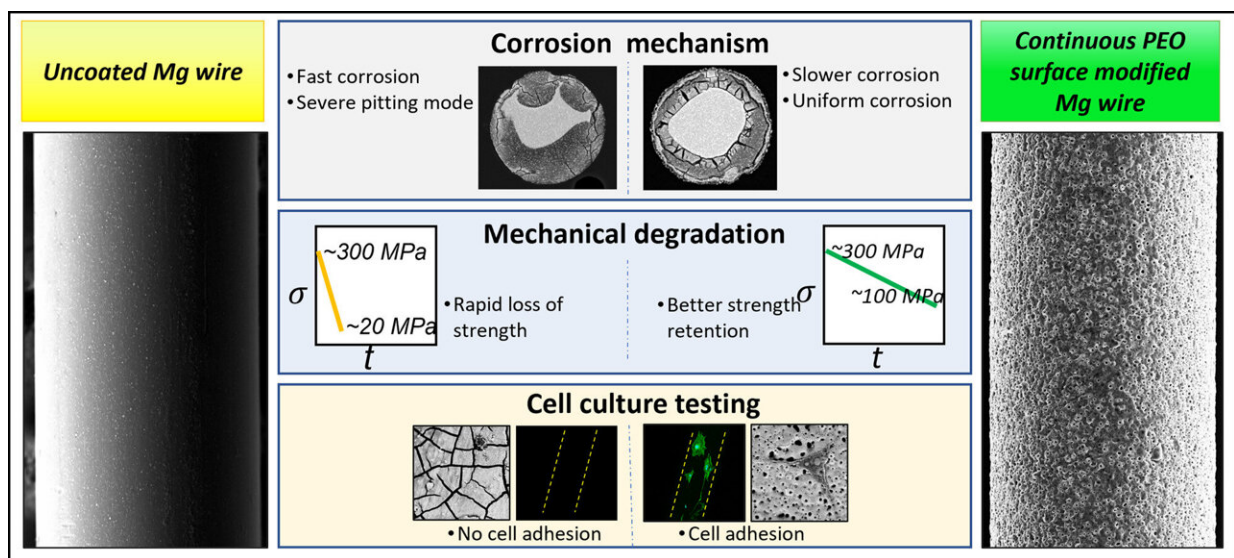 Uncoated Mg wire
Corrosion mechanism
• Fast corrosion
• Severe pitting mode
• Slower corrosion
• Uniform corrosion
Mechanical degradation
~300 MPa
σ
~20 MPa
t
• Rapid loss of
strength
• Better strength
retention
~300 MPa
σ
~100 MPa
t
Cell culture testing
• No cell adhesion
• Cell adhesion
Continuous PEO
surface modified
Mg wire